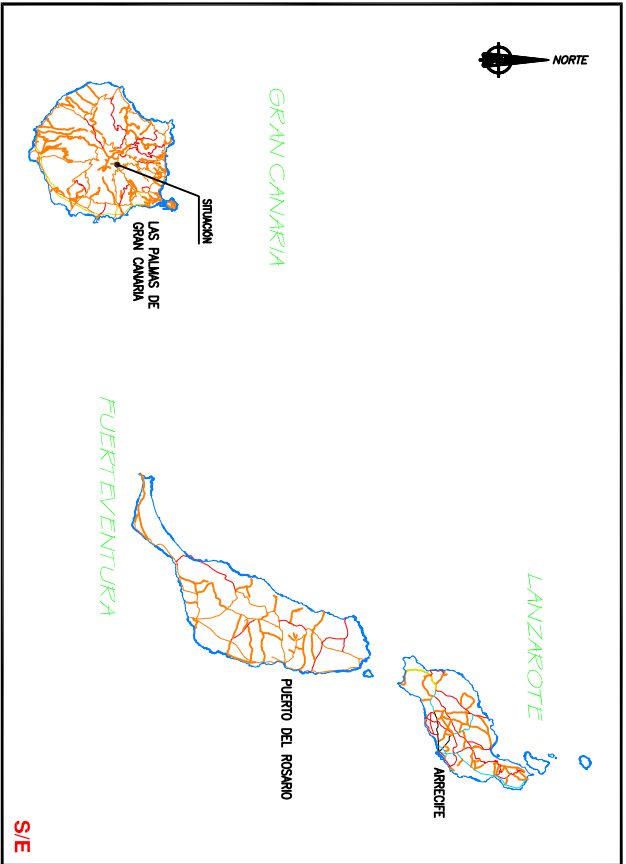 NORTE
GRAN CANARIA
SITUACIÓN
LAS PALMAS DE
GRAN CANARIA
FUERTEVENTURA
PUERTO DEL ROSARIO
LANZAROTE
ARRECIFE
S/E